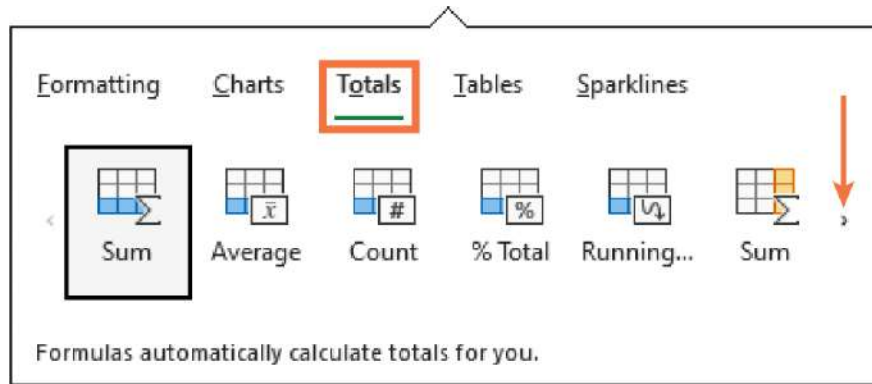 Formatting Charts Totals Tables Sparklines
x̄ # %
Sum Average Count % Total Running... Sum
Formulas automatically calculate totals for you.